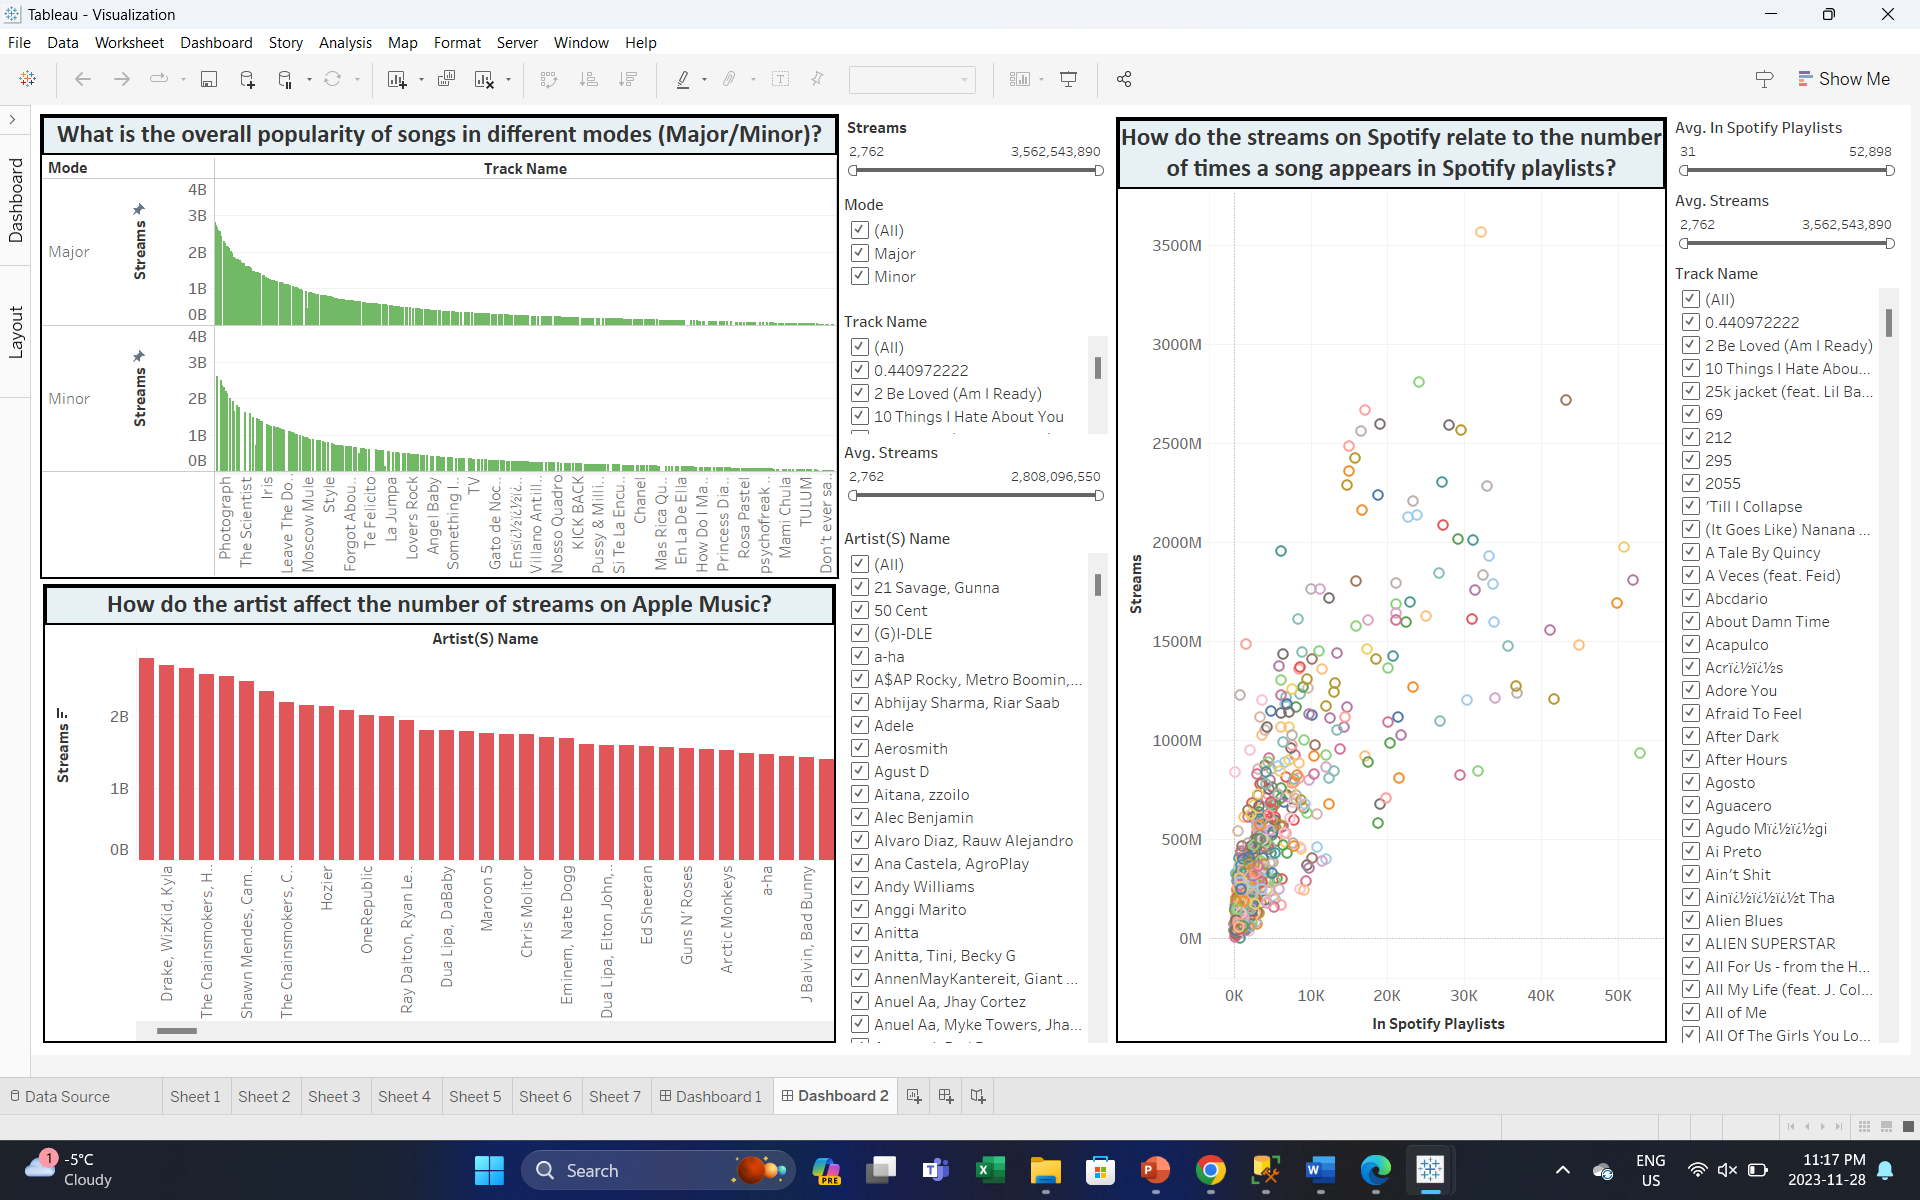 Tableau - Visualization
File Data Worksheet Dashboard Story Analysis Map Format Server Window Help
Show Me
Dashboard
Layout
What is the overall popularity of songs in different modes (Major/Minor)?
Mode
Track Name
Major
Streams
4B
3B
2B
1B
0B
Minor
Streams
4B
3B
2B
1B
0B
Photograph
The Scientist
Iris
Leave The Do..
Moscow Mule
Style
Forgot Abou..
Te Felicito
La Jumpa
Lovers Rock
Angel Baby
Something I..
TV
Gato de Noc..
Ensï¿½ï¿½ï¿..
Villano Antill..
Nosso Quadro
KICK BACK
Pussy & Milli..
Si Te La Encu..
Chanel
Mas Rica Qu..
En La De Ella
How Do I Ma..
Princess Dia..
Rosa Pastel
psychofreak ..
Mami Chula
TULUM
Don't ever sa..
How do the artist affect the number of streams on Apple Music?
Artist(S) Name
Streams
2B
1B
0B
Drake, WizKid, Kyla
The Chainsmokers, H..
Shawn Mendes, Cam..
The Chainsmokers, C..
Hozier
OneRepublic
Ray Dalton, Ryan Le..
Dua Lipa, DaBaby
Maroon 5
Chris Molitor
Eminem, Nate Dogg
Dua Lipa, Elton John,..
Ed Sheeran
Guns N' Roses
Arctic Monkeys
a-ha
J Balvin, Bad Bunny
Streams
2,762 3,562,543,890
Mode
(All)
Major
Minor
Track Name
(All)
0.440972222
2 Be Loved (Am I Ready)
10 Things I Hate About You
Avg. Streams
2,762 2,808,096,550
Artist(S) Name
(All)
21 Savage, Gunna
50 Cent
(G)I-DLE
a-ha
A$AP Rocky, Metro Boomin,...
Abhijay Sharma, Riar Saab
Adele
Aerosmith
Agust D
Aitana, zzoilo
Alec Benjamin
Alvaro Diaz, Rauw Alejandro
Ana Castela, AgroPlay
Andy Williams
Anggi Marito
Anitta
Anitta, Tini, Becky G
AnnenMayKantereit, Giant ...
Anuel Aa, Jhay Cortez
Anuel Aa, Myke Towers, Jha...
How do the streams on Spotify relate to the number
of times a song appears in Spotify playlists?
Streams
3500M
3000M
2500M
2000M
1500M
1000M
500M
0M
0K 10K 20K 30K 40K 50K
In Spotify Playlists
Avg. In Spotify Playlists
31 52,898
Avg. Streams
2,762 3,562,543,890
Track Name
(All)
0.440972222
2 Be Loved (Am I Ready)
10 Things I Hate Abou...
25k jacket (feat. Lil Ba...
69
212
295
2055
'Till I Collapse
(It Goes Like) Nanana ...
A Tale By Quincy
A Veces (feat. Feid)
Abcdario
About Damn Time
Acapulco
Acrï¿½ï¿½s
Adore You
Afraid To Feel
After Dark
After Hours
Agosto
Aguacero
Agudo Mï¿½ï¿½gi
Ai Preto
Ain't Shit
Ainï¿½ï¿½ï¿½t Tha
Alien Blues
ALIEN SUPERSTAR
All For Us - from the H...
All My Life (feat. J. Col...
All of Me
All Of The Girls You Lo...
Data Source Sheet 1 Sheet 2 Sheet 3 Sheet 4 Sheet 5 Sheet 6 Sheet 7 Dashboard 1 Dashboard 2
1
-5°C
Cloudy
Search
PRE
ENG
US
11:17 PM
2023-11-28